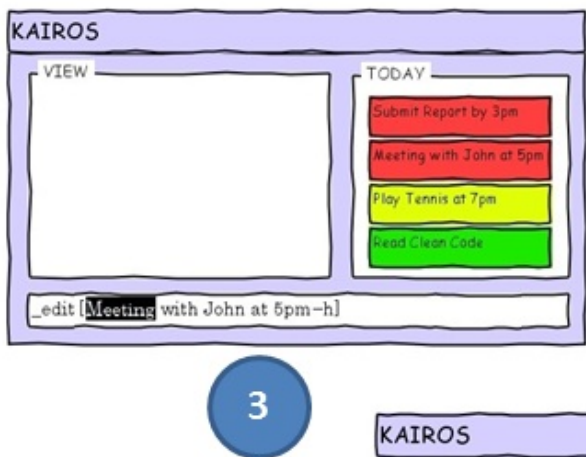 KAIROS
VIEW
TODAY
Submit Report by 3pm
Meeting with John at 5pm
Play Tennis at 7pm
Read Clean Code
_edit [Meeting with John at 5pm-h]
3
KAIROS